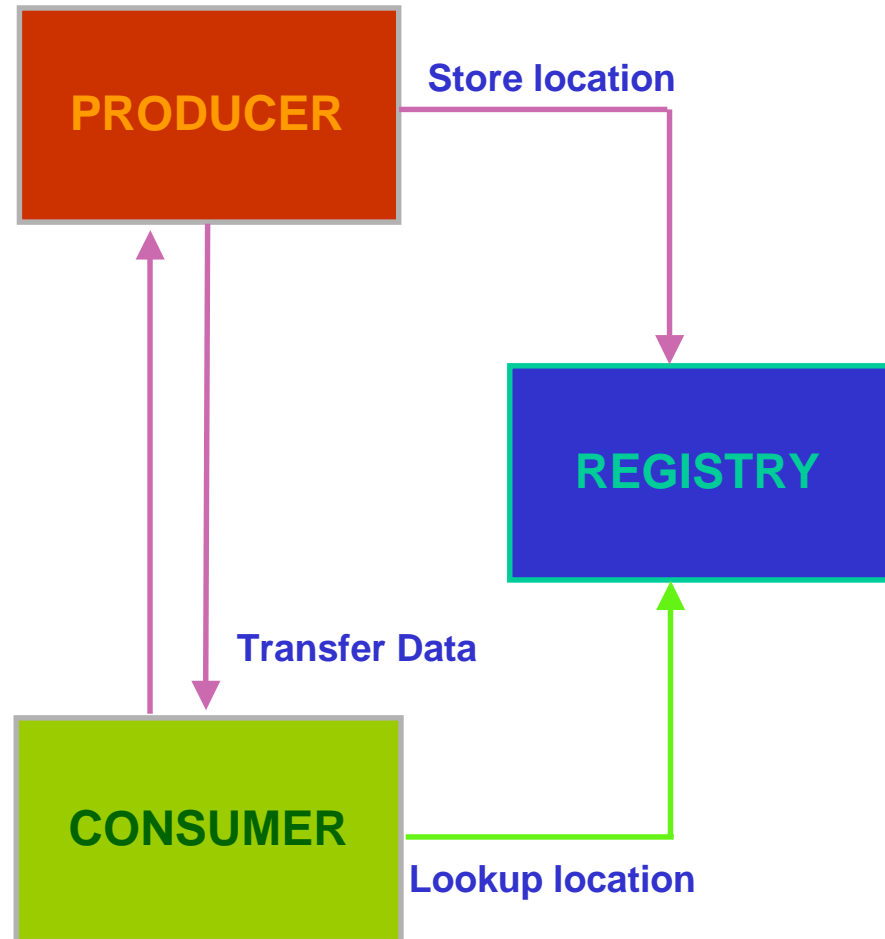 Store location
PRODUCER
REGISTRY
Transfer Data
CONSUMER
Lookup location